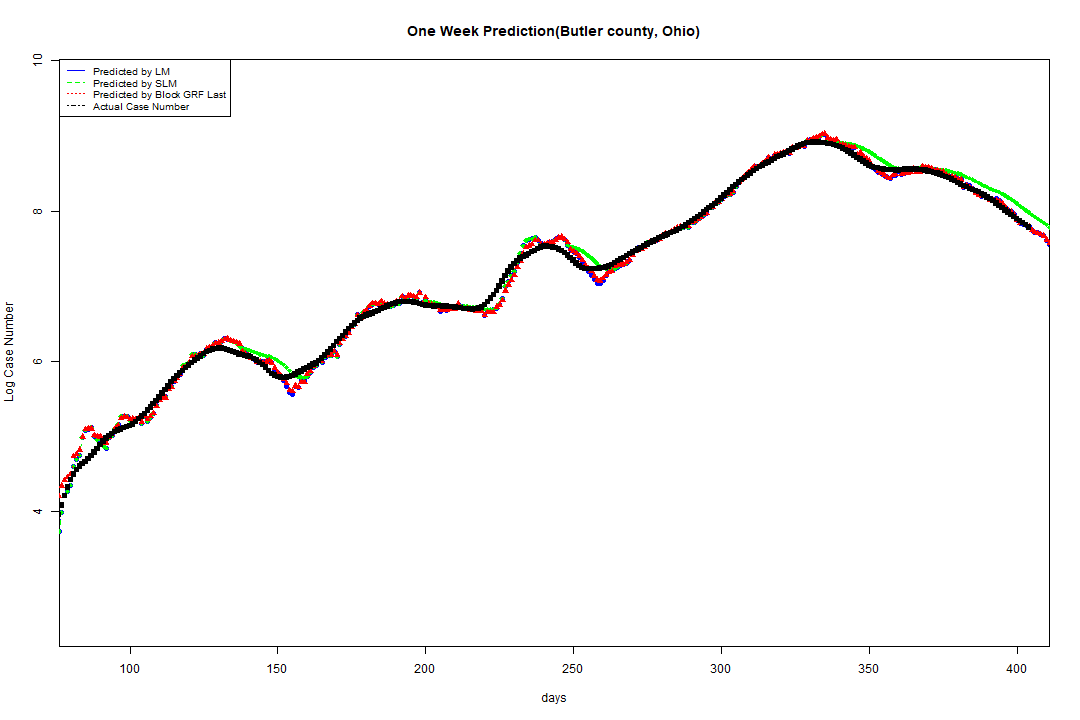 One Week Prediction(Butler county, Ohio)
Predicted by LM
Predicted by SLM
Predicted by Block GRF Last
Actual Case Number
10
8
6
4
Log Case Number
100 150 200 250 300 350 400
days